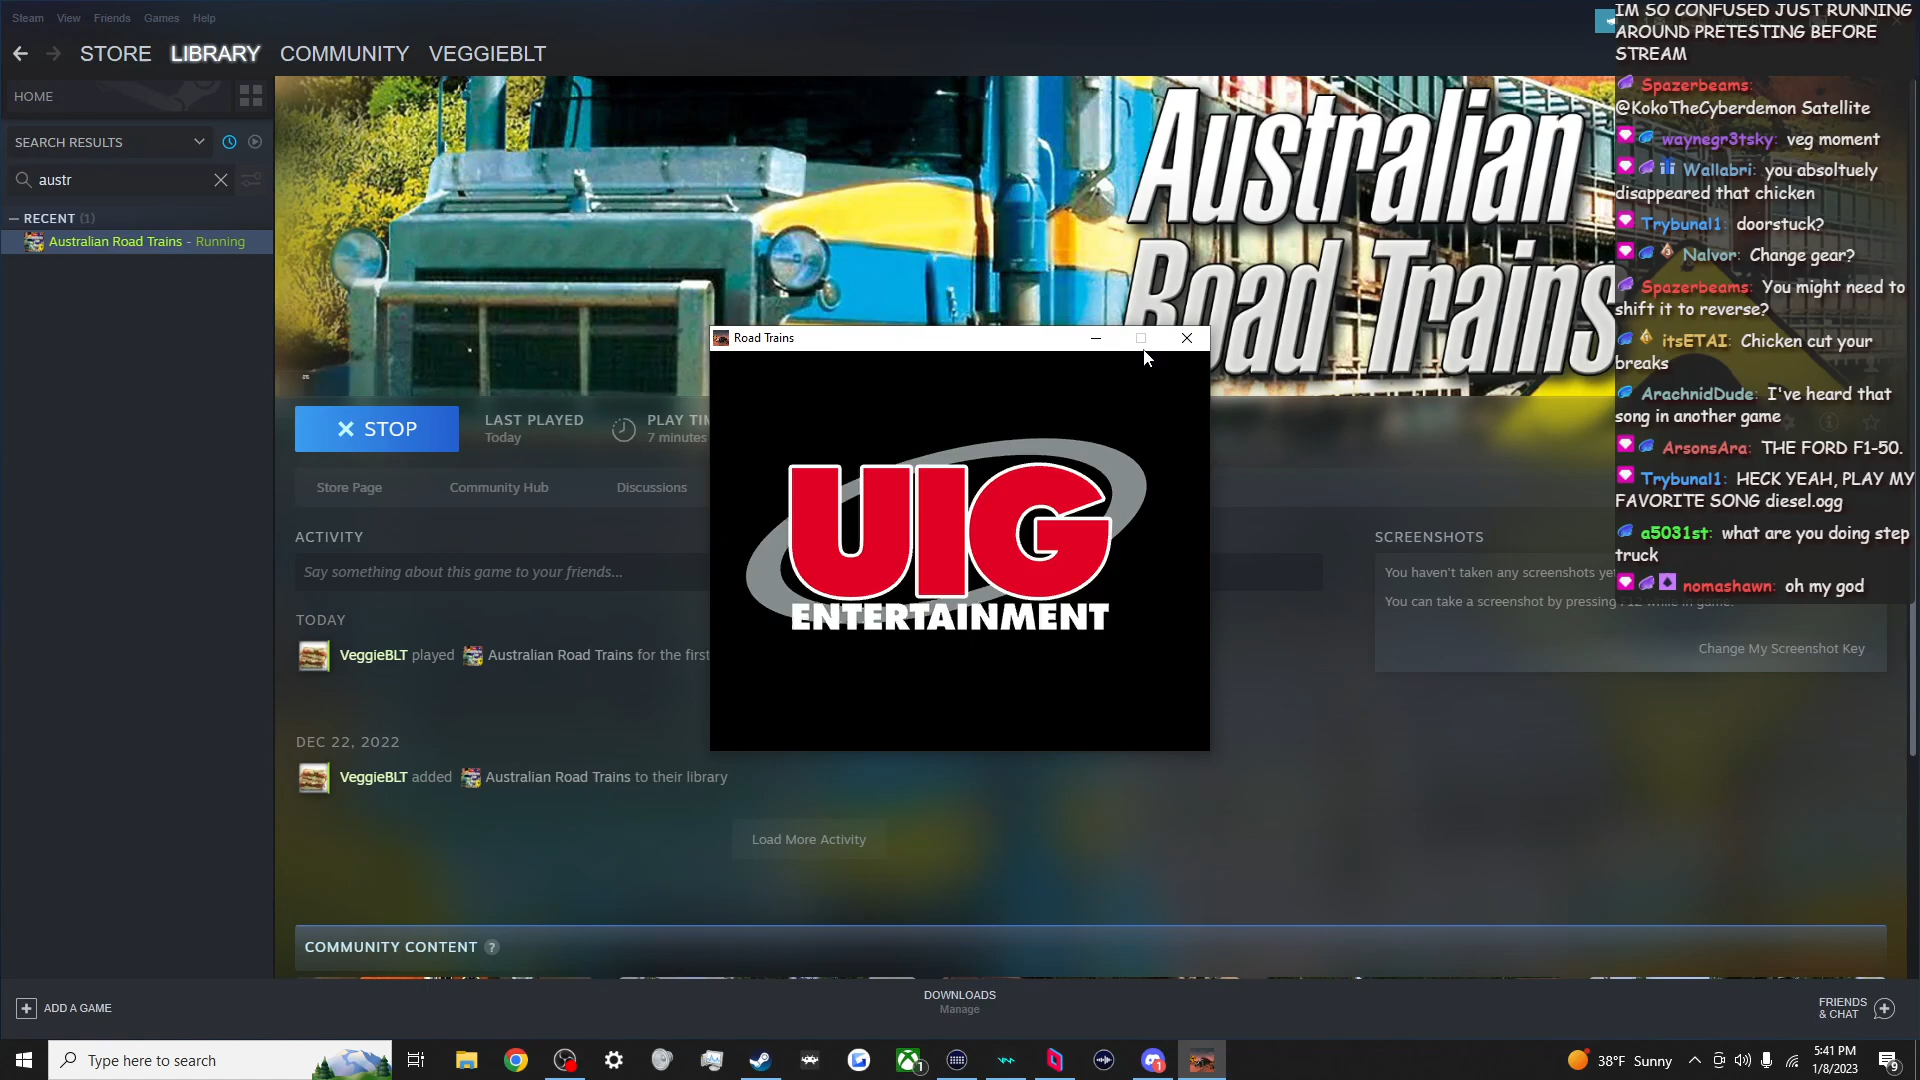 Steam View Friends Games Help
STORE LIBRARY COMMUNITY VEGGIEBLT
HOME
SEARCH RESULTS
austr
RECENT (1)
Australian Road Trains - Running
Australian
Road Trains
Road Trains
UIG
ENTERTAINMENT
STOP
LAST PLAYED
Today
PLAY TIM
7 minutes
Store Page Community Hub Discussions
ACTIVITY
Say something about this game to your friends...
TODAY
VeggieBLT played Australian Road Trains for the first
DEC 22, 2022
VeggieBLT added Australian Road Trains to their library
Load More Activity
COMMUNITY CONTENT ?
SCREENSHOTS
You haven't taken any screenshots yet
You can take a screenshot by pressing F12 while in game.
Change My Screenshot Key
IM SO CONFUSED JUST RUNNING
AROUND PRETESTING BEFORE
STREAM
Spazerbeams:
@KokoTheCyberdemon Satellite
waynegr3tsky: veg moment
Wallabri: you absoltuely
disappeared that chicken
Trybunal1: doorstuck?
Nalvor: Change gear?
Spazerbeams: You might need to
shift it to reverse?
itsETAI: Chicken cut your
breaks
ArachnidDude: I've heard that
song in another game
ArsonsAra: THE FORD F1-50.
Trybunal1: HECK YEAH, PLAY MY
FAVORITE SONG diesel.ogg
a5031st: what are you doing step
truck
nomashawn: oh my god
ADD A GAME
DOWNLOADS
Manage
FRIENDS
& CHAT
Type here to search
1
1
38°F Sunny
5:41 PM
1/8/2023
9